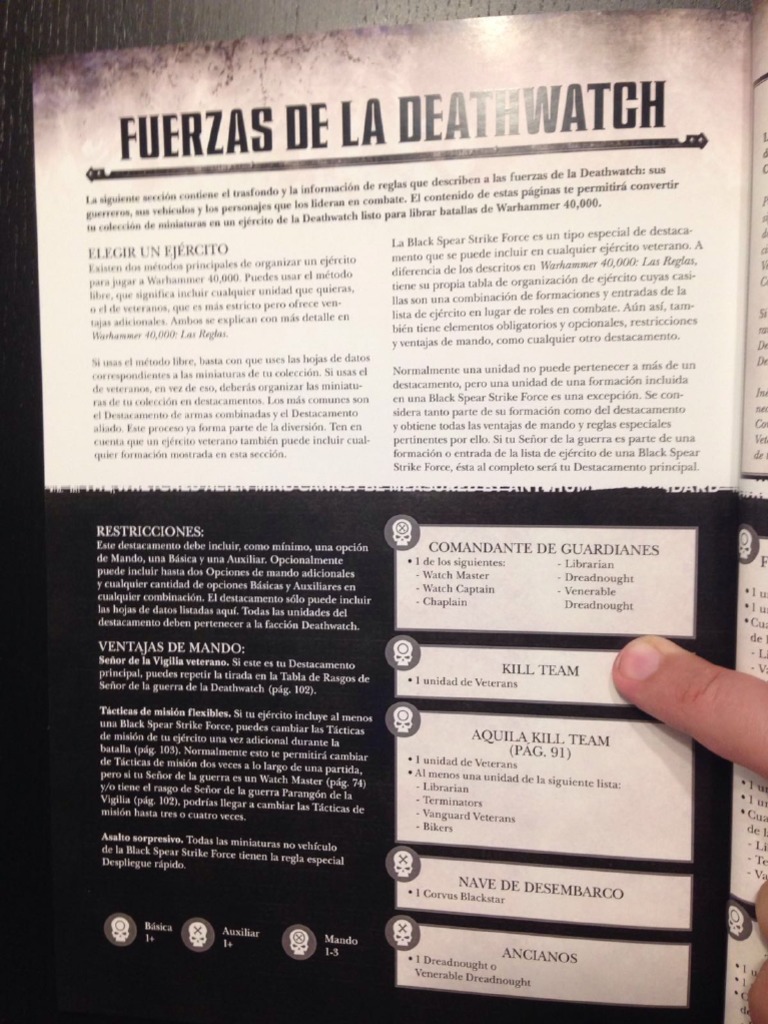 FUERZAS DE LA DEATHWATCH
La siguiente sección contiene el trasfondo y la información de reglas que describen a las fuerzas de la Deathwatch: sus
guerreros, sus vehículos y los personajes que los lideran en combate. El contenido de estas páginas te permitirá convertir
tu colección de miniaturas en un ejército de la Deathwatch listo para librar batallas de Warhammer 40,000.
ELEGIR UN EJÉRCITO
Existen dos métodos principales de organizar un ejército
para jugar a Warhammer 40,000. Puedes usar el método
libre, que significa incluir cualquier unidad que quieras,
o el de veteranos, que es más estricto pero ofrece ven-
tajas adicionales. Ambos se explican con más detalle en
Warhammer 40,000: Las Reglas.
Si usas el método libre, basta con que uses las hojas de datos
correspondientes a las miniaturas de tu colección. Si usas el
de veteranos, en vez de eso, deberás organizar las miniatu-
ras de tu colección en destacamentos. Los más comunes son
el Destacamento de armas combinadas y el Destacamento
aliado. Este proceso ya forma parte de la diversión. Ten en
cuenta que un ejército veterano también puede incluir cual-
quier formación mostrada en esta sección.
La Black Spear Strike Force es un tipo especial de destaca-
mento que se puede incluir en cualquier ejército veterano. A
diferencia de los descritos en Warhammer 40,000: Las Reglas,
tiene su propia tabla de organización de ejército cuyas casi-
llas son una combinación de formaciones y entradas de la
lista de ejército en lugar de roles en combate. Aún así, tam-
bién tiene elementos obligatorios y opcionales, restricciones
y ventajas de mando, como cualquier otro destacamento.
Normalmente una unidad no puede pertenecer a más de un
destacamento, pero una unidad de una formación incluida
en una Black Spear Strike Force es una excepción. Se con-
sidera tanto parte de su formación como del destacamento
y obtiene todas las ventajas de mando y reglas especiales
pertinentes por ello. Si tu Señor de la guerra es parte de una
formación o entrada de la lista de ejército de una Black Spear
Strike Force, ésta al completo será tu Destacamento principal.
RESTRICCIONES:
Este destacamento debe incluir, como mínimo, una opción
de Mando, una Básica y una Auxiliar. Opcionalmente
puede incluir hasta dos Opciones de mando adicionales
y cualquier cantidad de opciones Básicas y Auxiliares en
cualquier combinación. El destacamento sólo puede incluir
las hojas de datos listadas aquí. Todas las unidades del
destacamento deben pertenecer a la facción Deathwatch.
VENTAJAS DE MANDO:
Señor de la Vigilia veterano. Si este es tu Destacamento
principal, puedes repetir la tirada en la Tabla de Rasgos de
Señor de la guerra de la Deathwatch (pág. 102).
Tácticas de misión flexibles. Si tu ejército incluye al menos
una Black Spear Strike Force, puedes cambiar las Tácticas
de misión de tu ejército una vez adicional durante la
batalla (pág. 103). Normalmente esto te permitirá cambiar
de Tácticas de misión dos veces a lo largo de una partida,
pero si tu Señor de la guerra es un Watch Master (pág. 74)
y/o tiene el rasgo de Señor de la guerra Parangón de la
Vigilia (pág. 102), podrías llegar a cambiar las Tácticas de
misión hasta tres o cuatro veces.
Asalto sorpresivo. Todas las miniaturas no vehículo
de la Black Spear Strike Force tienen la regla especial
Despliegue rápido.
Básica
1+
Auxiliar
1+
Mando
1-3
COMANDANTE DE GUARDIANES
• 1 de los siguientes:
- Watch Master
- Watch Captain
- Chaplain
- Librarian
- Dreadnought
- Venerable
Dreadnought
KILL TEAM
• 1 unidad de Veterans
AQUILA KILL TEAM
(PÁG. 91)
• 1 unidad de Veterans
• Al menos una unidad de la siguiente lista:
- Librarian
- Terminators
- Vanguard Veterans
- Bikers
NAVE DE DESEMBARCO
• 1 Corvus Blackstar
ANCIANOS
• 1 Dreadnought o
Venerable Dreadnought